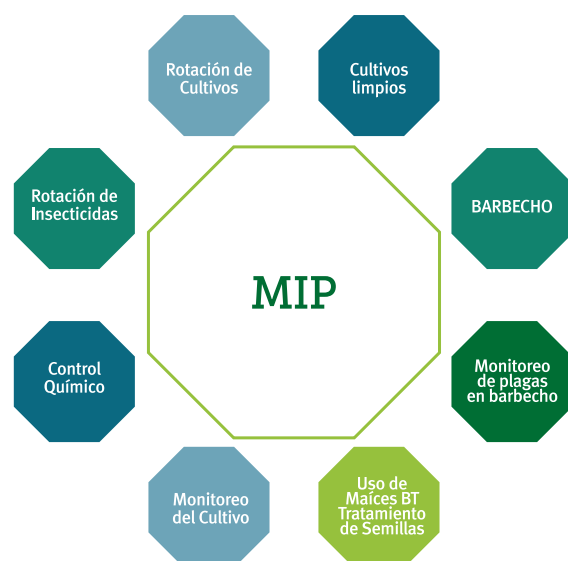 Rotación de
Cultivos
Cultivos
limpios
Rotación de
Insecticidas
BARBECHO
MIP
Control
Químico
Monitoreo
de plagas
en barbecho
Monitoreo
del Cultivo
Uso de
Maíces BT
Tratamiento
de Semillas